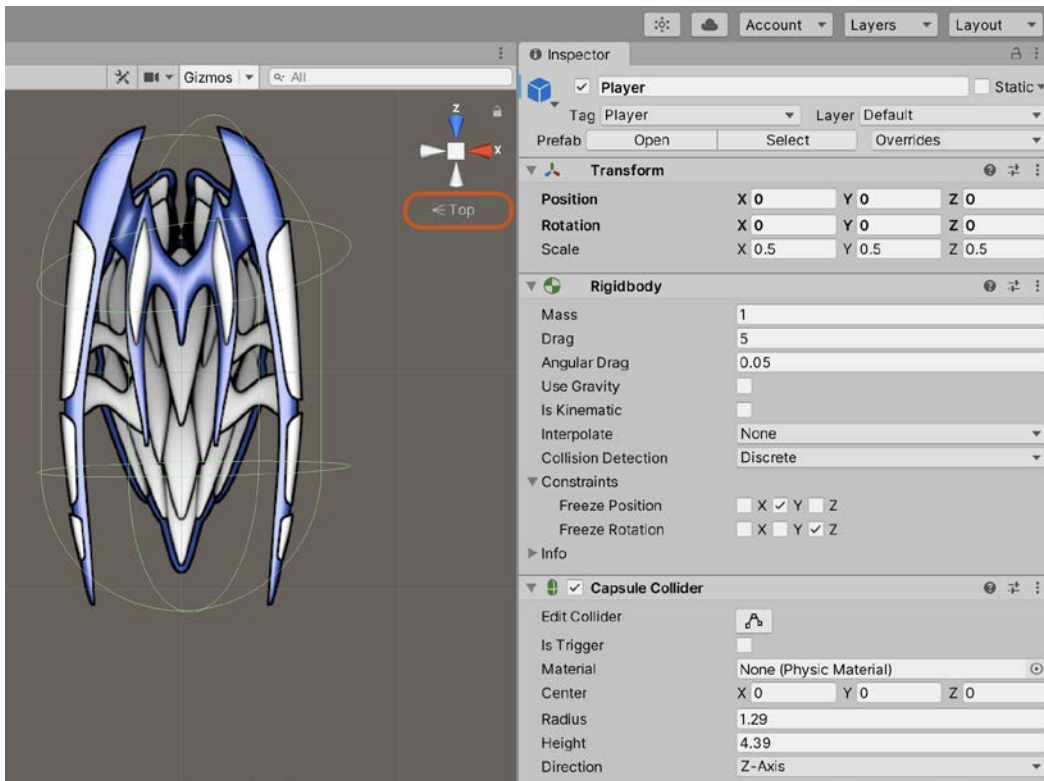 Account Layers Layout
Inspector
Gizmos All
Player Static
Tag Player Layer Default
Prefab Open Select Overrides
Transform
Position X 0 Y 0 Z 0
Rotation X 0 Y 0 Z 0
Scale X 0.5 Y 0.5 Z 0.5
z
x
Top
Rigidbody
Mass 1
Drag 5
Angular Drag 0.05
Use Gravity
Is Kinematic
Interpolate None
Collision Detection Discrete
Constraints
Freeze Position X Y Z
Freeze Rotation X Y Z
Info
Capsule Collider
Edit Collider
Is Trigger
Material None (Physic Material)
Center X 0 Y 0 Z 0
Radius 1.29
Height 4.39
Direction Z-Axis